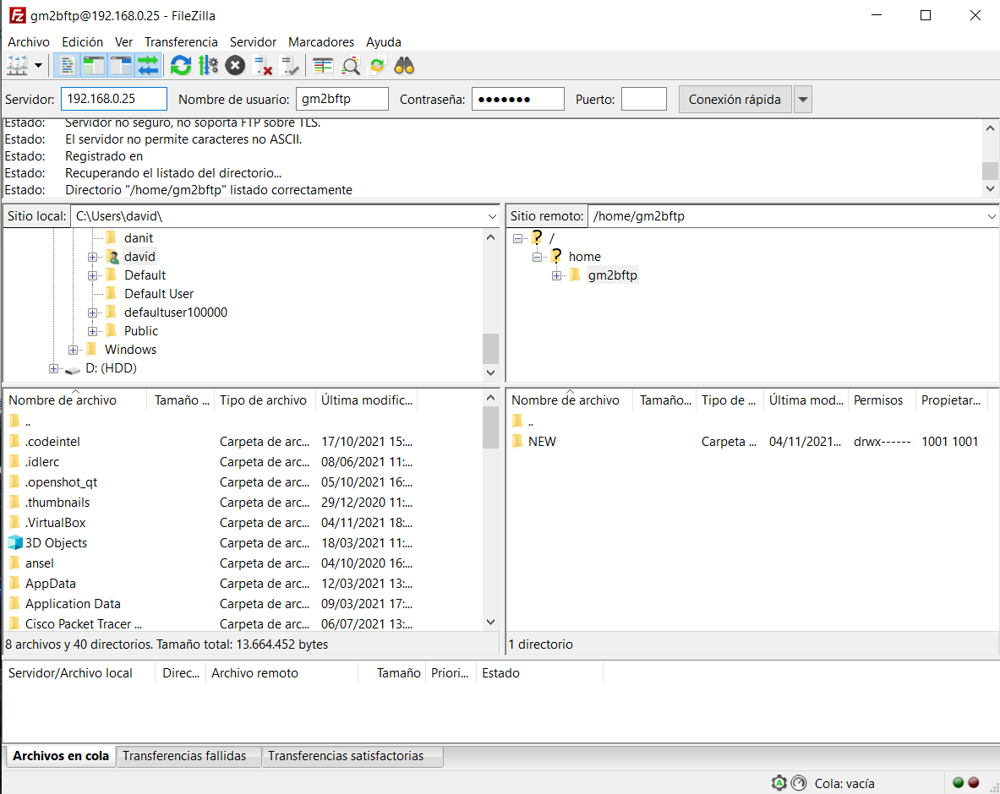 gm2bftp@192.168.0.25 - FileZilla
Archivo Edición Ver Transferencia Servidor Marcadores Ayuda
Servidor: 192.168.0.25 Nombre de usuario: gm2bftp Contraseña: ●●●●●●● Puerto: Conexión rápida
Estado: Servidor no seguro, no soporta FTP sobre TLS.
Estado: El servidor no permite caracteres no ASCII.
Estado: Registrado en
Estado: Recuperando el listado del directorio...
Estado: Directorio "/home/gm2bftp" listado correctamente
Sitio local: C:\Users\david\
danit
david
Default
Default User
defaultuser100000
Public
Windows
D: (HDD)
Sitio remoto: /home/gm2bftp
/
home
gm2bftp
Nombre de archivo Tamaño ... Tipo de archivo Última modific...
..
.codeintel Carpeta de arc... 17/10/2021 15:...
.idlerc Carpeta de arc... 08/06/2021 11:...
.openshot_qt Carpeta de arc... 05/10/2021 16:...
.thumbnails Carpeta de arc... 29/12/2020 11:...
.VirtualBox Carpeta de arc... 04/11/2021 18:...
3D Objects Carpeta de arc... 18/03/2021 11:...
ansel Carpeta de arc... 04/10/2020 16:...
AppData Carpeta de arc... 12/03/2021 13:...
Application Data Carpeta de arc... 09/03/2021 17:...
Cisco Packet Tracer ... Carpeta de arc... 06/07/2021 13:...
8 archivos y 40 directorios. Tamaño total: 13.664.452 bytes
Nombre de archivo Tamaño... Tipo de ... Última mod... Permisos Propietar...
..
NEW Carpeta ... 04/11/2021... drwx------ 1001 1001
1 directorio
Servidor/Archivo local Direc... Archivo remoto Tamaño Priori... Estado
Archivos en cola Transferencias fallidas Transferencias satisfactorias
Cola: vacía